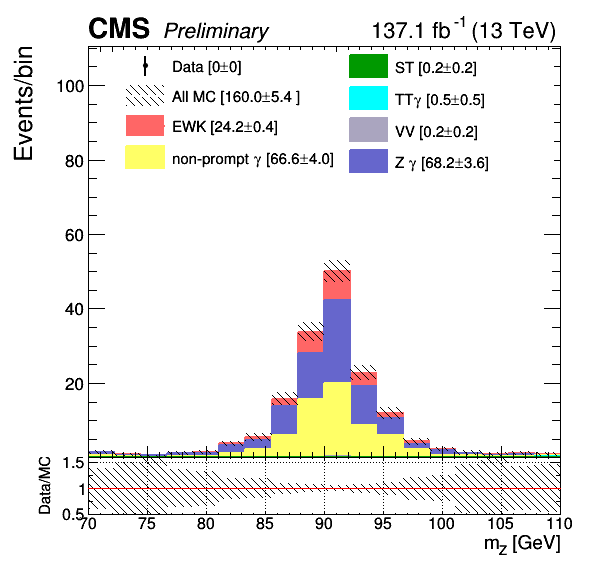 CMS Preliminary 137.1 fb⁻¹ (13 TeV)
Events/bin
Data [0±0]
All MC [160.0±5.4 ]
EWK [24.2±0.4]
non-prompt γ [66.6±4.0]
ST [0.2±0.2]
TTγ [0.5±0.5]
VV [0.2±0.2]
Z γ [68.2±3.6]
100
80
60
40
20
Data/MC
1.5
1
0.5
70 75 80 85 90 95 100 105 110
m_Z [GeV]